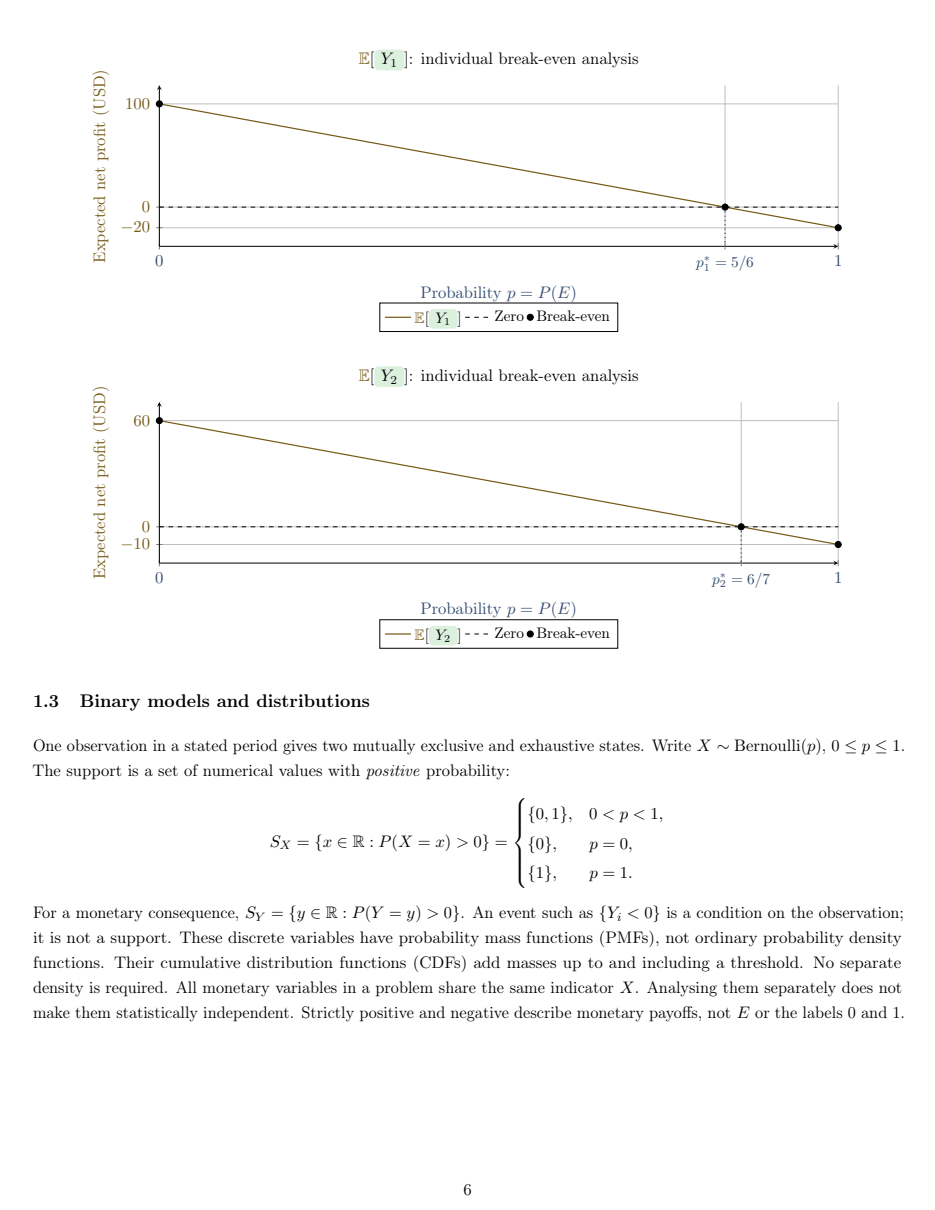 𝔼[ Y₁ ]: individual break-even analysis
Expected net profit (USD)
100
0
−20
0
p₁* = 5/6
1
Probability p = P(E)
𝔼[ Y₁ ] Zero Break-even
𝔼[ Y₂ ]: individual break-even analysis
Expected net profit (USD)
60
0
−10
0
p₂* = 6/7
1
Probability p = P(E)
𝔼[ Y₂ ] Zero Break-even
1.3 Binary models and distributions
One observation in a stated period gives two mutually exclusive and exhaustive states. Write X ∼ Bernoulli(p), 0 ≤ p ≤ 1.
The support is a set of numerical values with positive probability:
{0, 1}, 0 < p < 1,
S_X = {x ∈ ℝ : P(X = x) > 0} = { {0}, p = 0,
{1}, p = 1.
For a monetary consequence, S_Y = {y ∈ ℝ : P(Y = y) > 0}. An event such as {Yᵢ < 0} is a condition on the observation;
it is not a support. These discrete variables have probability mass functions (PMFs), not ordinary probability density
functions. Their cumulative distribution functions (CDFs) add masses up to and including a threshold. No separate
density is required. All monetary variables in a problem share the same indicator X. Analysing them separately does not
make them statistically independent. Strictly positive and negative describe monetary payoffs, not E or the labels 0 and 1.
6